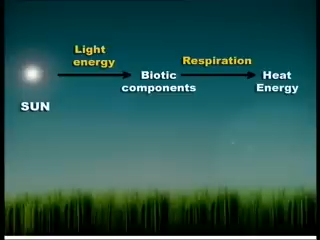 Light
energy
Respiration
Biotic
components
Heat
Energy
SUN